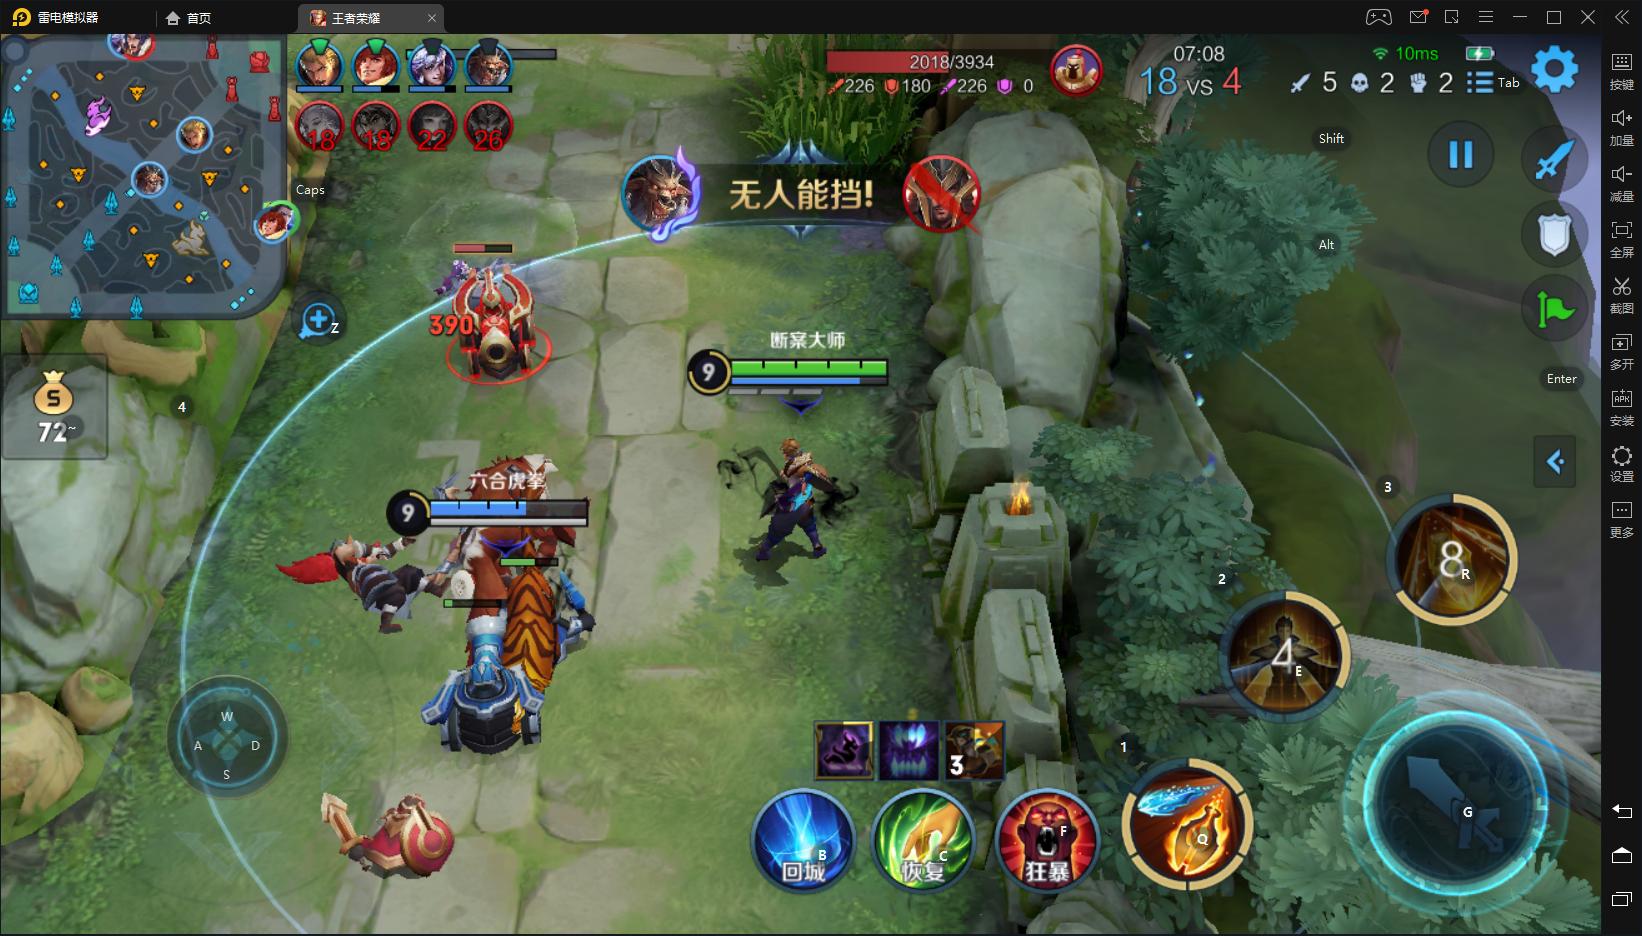 雷电模拟器
首页
王者荣耀
2018/3934
226 180 226 0
07:08
18 VS 4
10ms
5 2 2
Tab
按键
加量
减量
全屏
截图
多开
安装
设置
更多
18 18 22 26
Caps
Shift
Alt
Enter
无人能挡!
Z
390
断案大师
9
S
72~
4
六合虎拳
9
3
8
R
2
4
E
W
A D
S
1
3
G
B
回城
C
恢复
F
狂暴
Q
APK